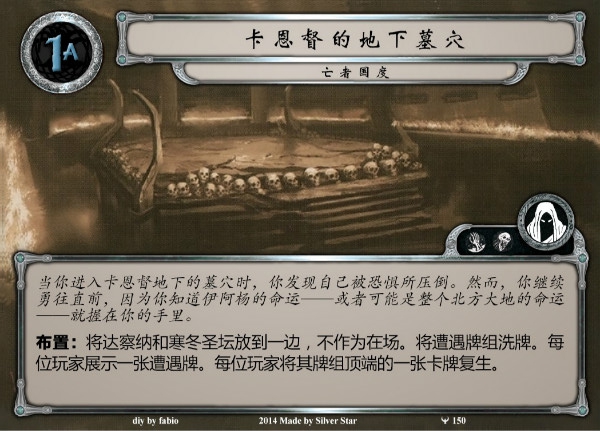 1A
卡恩督的地下墓穴
亡者国度
当你进入卡恩督地下的墓穴时，你发现自己被恐惧所压倒。然而，你继续
勇往直前，因为你知道伊阿杨的命运——或者可能是整个北方大地的命运
——就握在你的手里。
布置：将达察纳和寒冬圣坛放到一边，不作为在场。将遭遇牌组洗牌。每
位玩家展示一张遭遇牌。每位玩家将其牌组顶端的一张卡牌复生。
diy by fabio 2014 Made by Silver Star 150